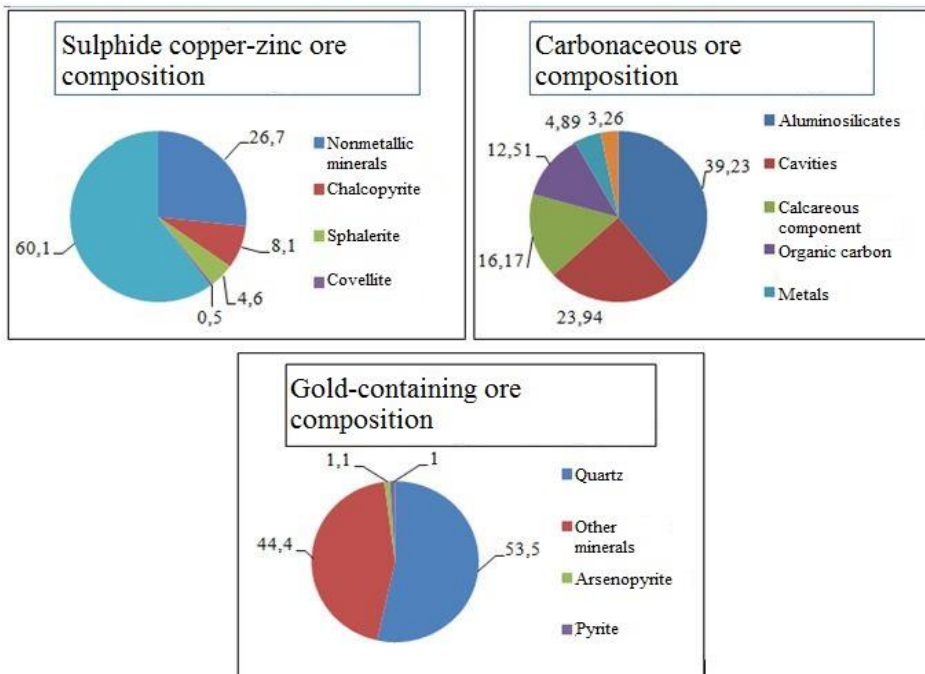 Sulphide copper-zinc ore
composition
26,7
8,1
4,6
0,5
60,1
Nonmetallic
minerals
Chalcopyrite
Sphalerite
Covellite
Carbonaceous ore
composition
4,89
3,26
12,51
39,23
16,17
23,94
Aluminosilicates
Cavities
Calcareous
component
Organic carbon
Metals
Gold-containing ore
composition
1,1
1
44,4
53,5
Quartz
Other
minerals
Arsenopyrite
Pyrite